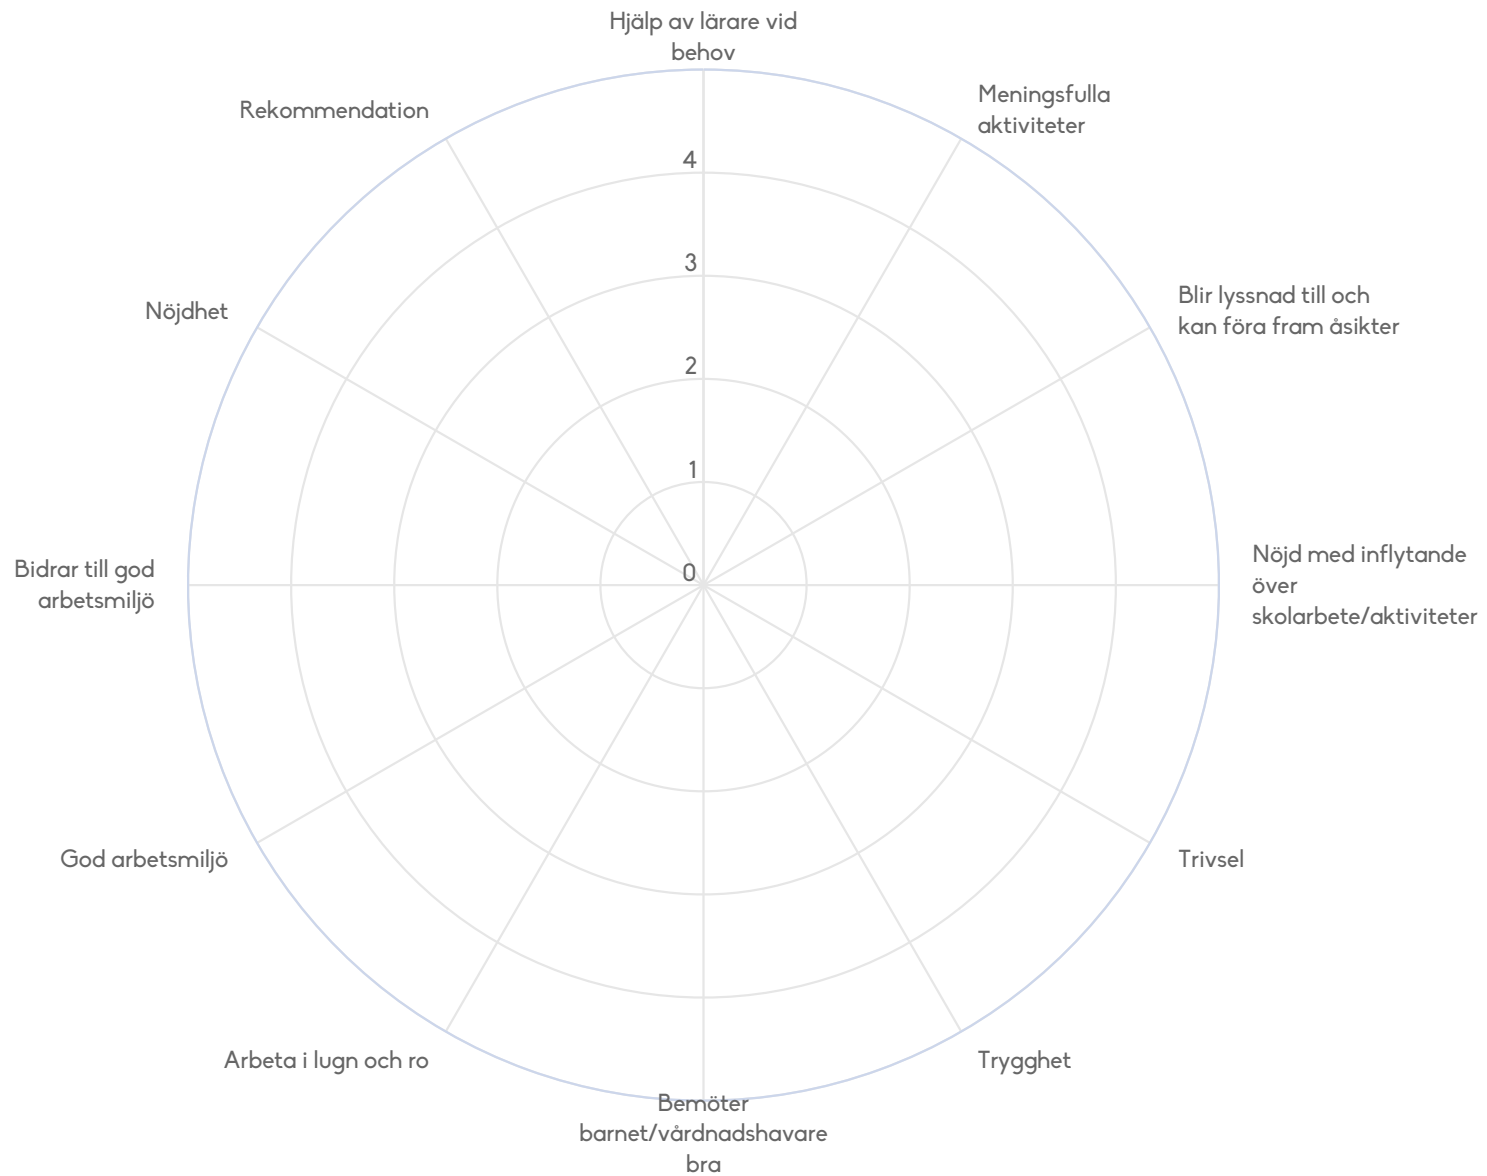 Hjälp av lärare vid
behov
Meningsfulla
aktiviteter
Blir lyssnad till och
kan föra fram åsikter
Nöjd med inflytande
över
skolarbete/aktiviteter
Trivsel
Trygghet
Bemöter
barnet/vårdnadshavare
bra
Arbeta i lugn och ro
God arbetsmiljö
Bidrar till god
arbetsmiljö
Nöjdhet
Rekommendation
4
3
2
1
0